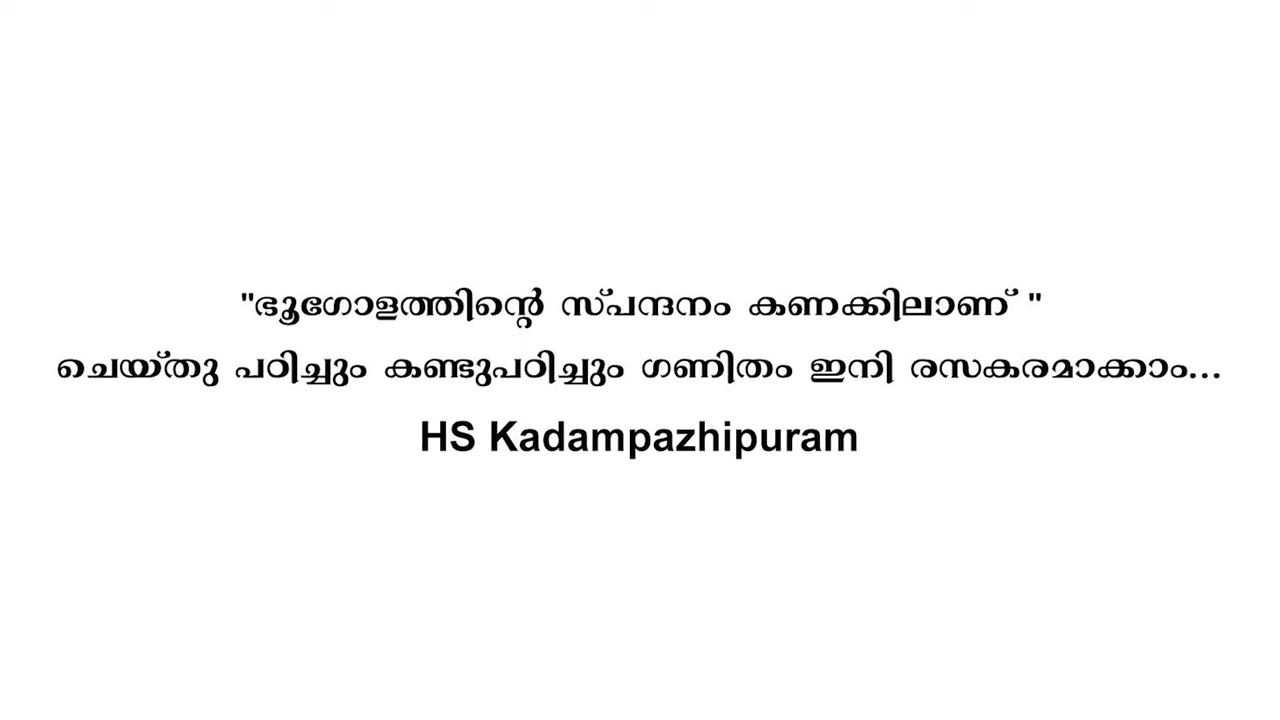 "ഭൂഗോളത്തിന്റെ സ്പന്ദനം കണക്കിലാണ് "
ചെയ്തു പഠിച്ചും കണ്ടുപഠിച്ചും ഗണിതം ഇനി രസകരമാക്കാം...
HS Kadampazhipuram